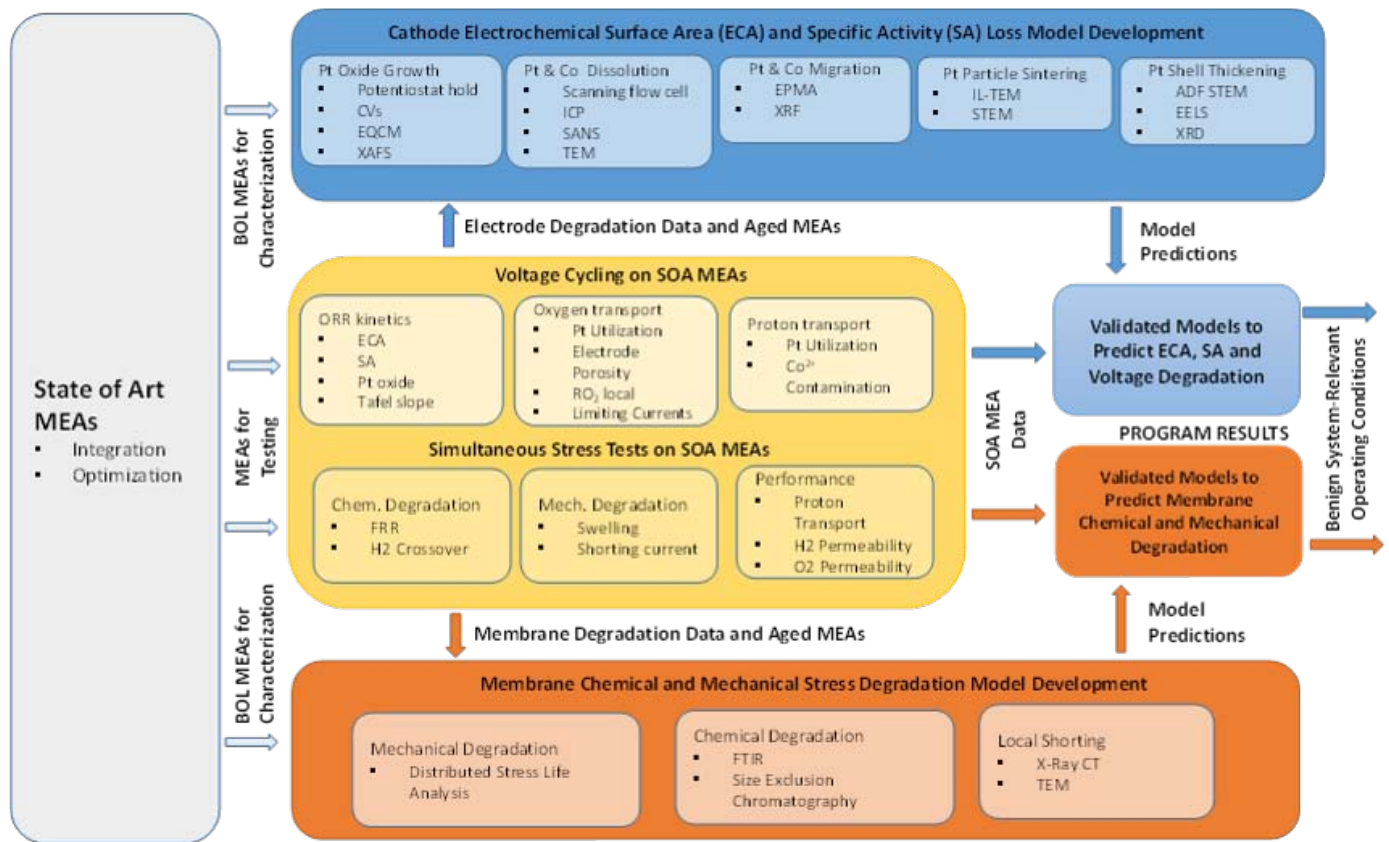 State of Art
MEAs
▪ Integration
▪ Optimization
BOL MEAs for
Characterization
MEAs for
Testing
BOL MEAs for
Characterization
Cathode Electrochemical Surface Area (ECA) and Specific Activity (SA) Loss Model Development
Pt Oxide Growth
▪ Potentiostat hold
▪ CVs
▪ EQCM
▪ XAFS
Pt & Co Dissolution
▪ Scanning flow cell
▪ ICP
▪ SANS
▪ TEM
Pt & Co Migration
▪ EPMA
▪ XRF
Pt Particle Sintering
▪ IL-TEM
▪ STEM
Pt Shell Thickening
▪ ADF STEM
▪ EELS
▪ XRD
Electrode Degradation Data and Aged MEAs
Model
Predictions
Voltage Cycling on SOA MEAs
ORR kinetics
▪ ECA
▪ SA
▪ Pt oxide
▪ Tafel slope
Oxygen transport
▪ Pt Utilization
▪ Electrode
Porosity
▪ RO₂ local
▪ Limiting Currents
Proton transport
▪ Pt Utilization
▪ Co²⁺
Contamination
Simultaneous Stress Tests on SOA MEAs
Chem. Degradation
▪ FRR
▪ H2 Crossover
Mech. Degradation
▪ Swelling
▪ Shorting current
Performance
▪ Proton
Transport
▪ H2 Permeability
▪ O2 Permeability
SOA MEA
Data
Validated Models to
Predict ECA, SA and
Voltage Degradation
PROGRAM RESULTS
Validated Models to
Predict Membrane
Chemical and Mechanical
Degradation
Benign System-Relevant
Operating Conditions
Membrane Degradation Data and Aged MEAs
Model
Predictions
Membrane Chemical and Mechanical Stress Degradation Model Development
Mechanical Degradation
▪ Distributed Stress Life
Analysis
Chemical Degradation
▪ FTIR
▪ Size Exclusion
Chromatography
Local Shorting
▪ X-Ray CT
▪ TEM